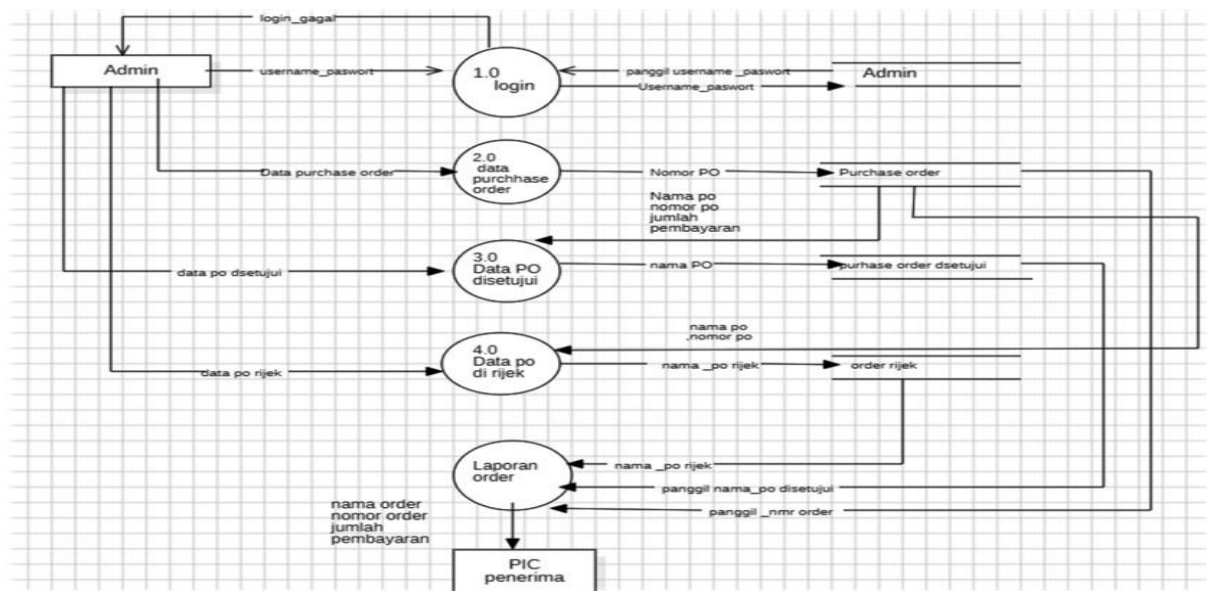 login_gagal
Admin
username_paswort
1.0
login
panggil username _paswort
Username_paswort
Admin
Data purchase order
2.0
data
purchhase
order
Nomor PO
Purchase order
Nama po
nomor po
jumlah
pembayaran
data po dsetujui
3.0
Data PO
disetujui
nama PO
purhase order dsetujui
nama po
,nomor po
data po rijek
4.0
Data po
di rijek
nama _po rijek
order rijek
Laporan
order
nama _po rijek
panggil nama_po disetujui
panggil _nmr order
nama order
nomor order
jumlah
pembayaran
PIC
penerima